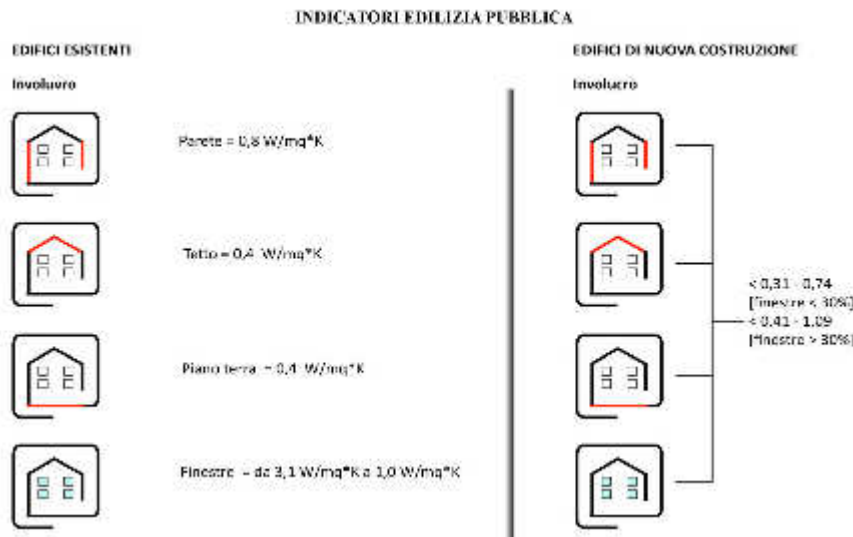 INDICATORI EDILIZIA PUBBLICA
EDIFICI ESISTENTI
Involuvro
Parete = 0,8 W/mq*K
Tetto = 0,4 W/mq*K
Piano terra = 0,4 W/mq*K
Finestre = da 3,1 W/mq*K a 1,0 W/mq*K
EDIFICI DI NUOVA COSTRUZIONE
Involucro
< 0,31 - 0,74
[finestre < 30%]
< 0,41 - 1,09
[finestre > 30%]